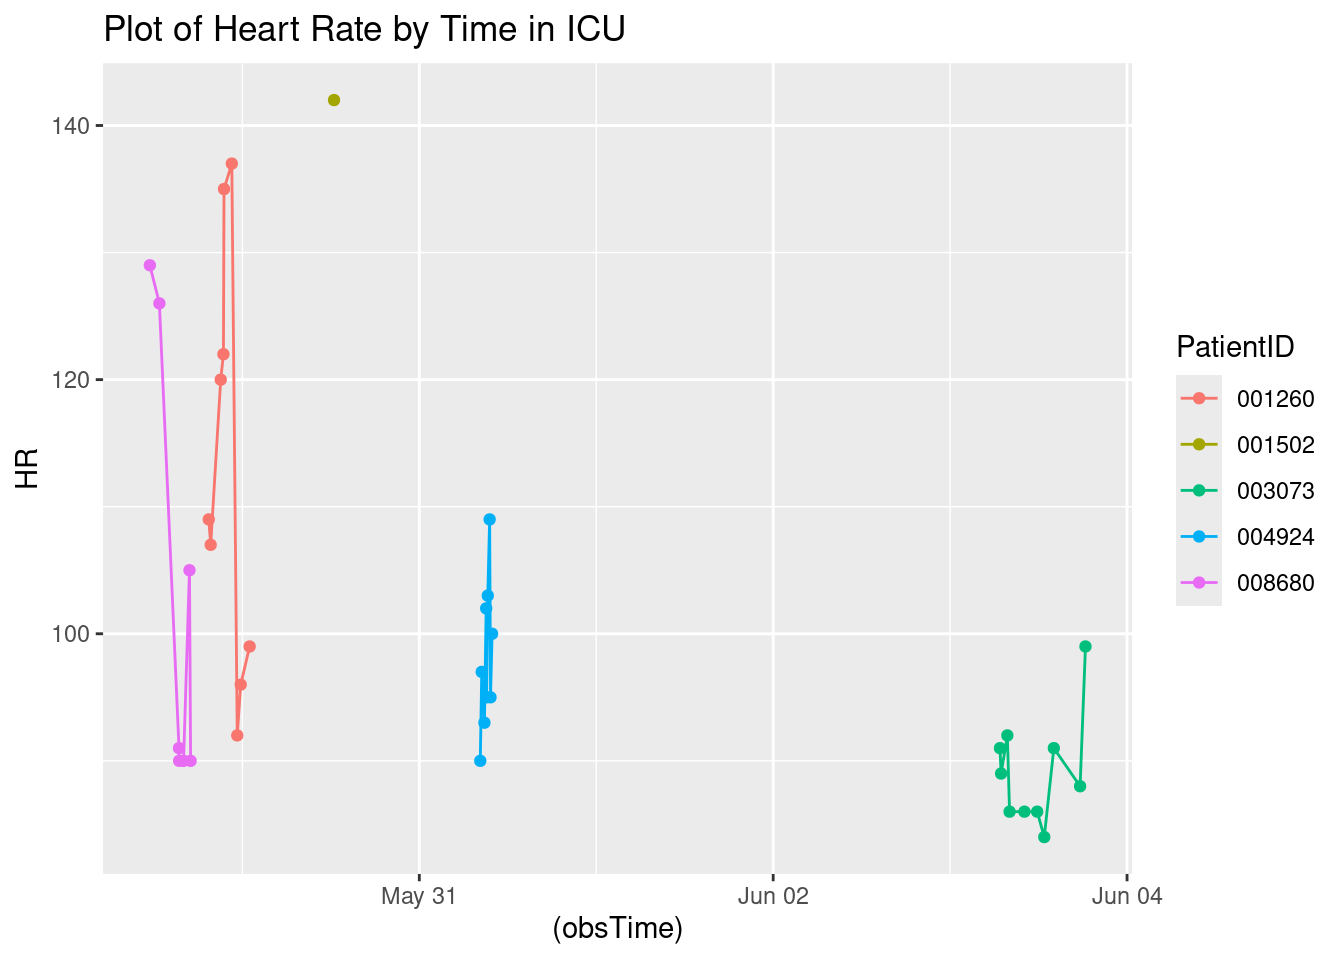 Plot of Heart Rate by Time in ICU
140
120
100
HR
May 31
Jun 02
Jun 04
(obsTime)
PatientID
001260
001502
003073
004924
008680